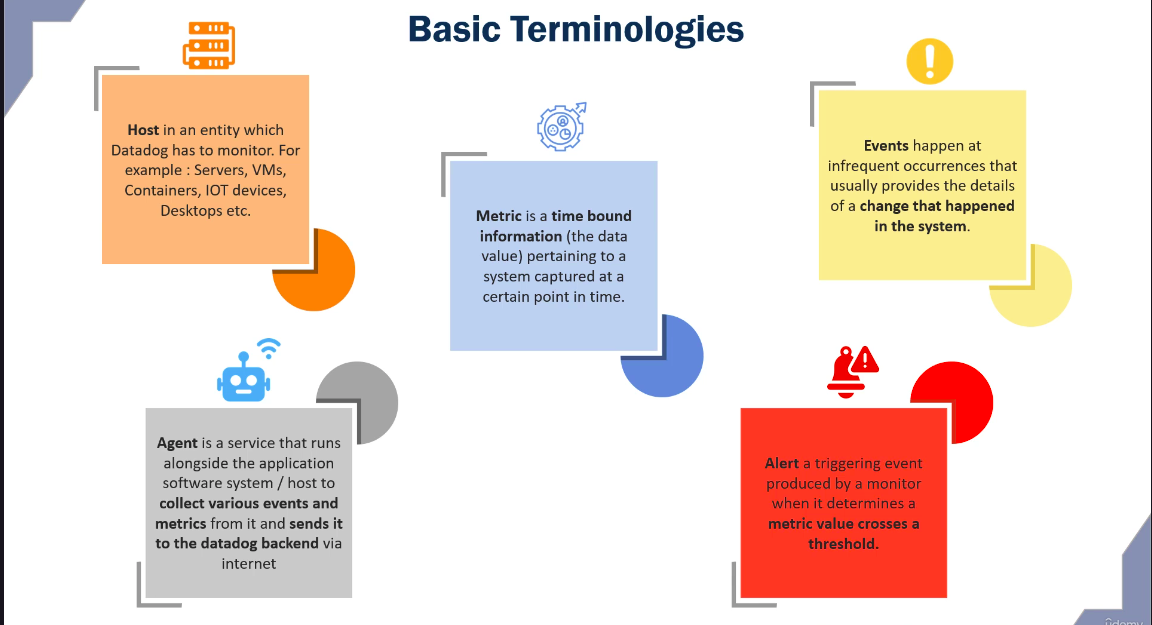 Basic Terminologies
Host in an entity which
Datadog has to monitor. For
example : Servers, VMs,
Containers, IOT devices,
Desktops etc.
Metric is a time bound
information (the data
value) pertaining to a
system captured at a
certain point in time.
Events happen at
infrequent occurrences that
usually provides the details
of a change that happened
in the system.
Agent is a service that runs
alongside the application
software system / host to
collect various events and
metrics from it and sends it
to the datadog backend via
internet
Alert a triggering event
produced by a monitor
when it determines a
metric value crosses a
threshold.
ûdemy